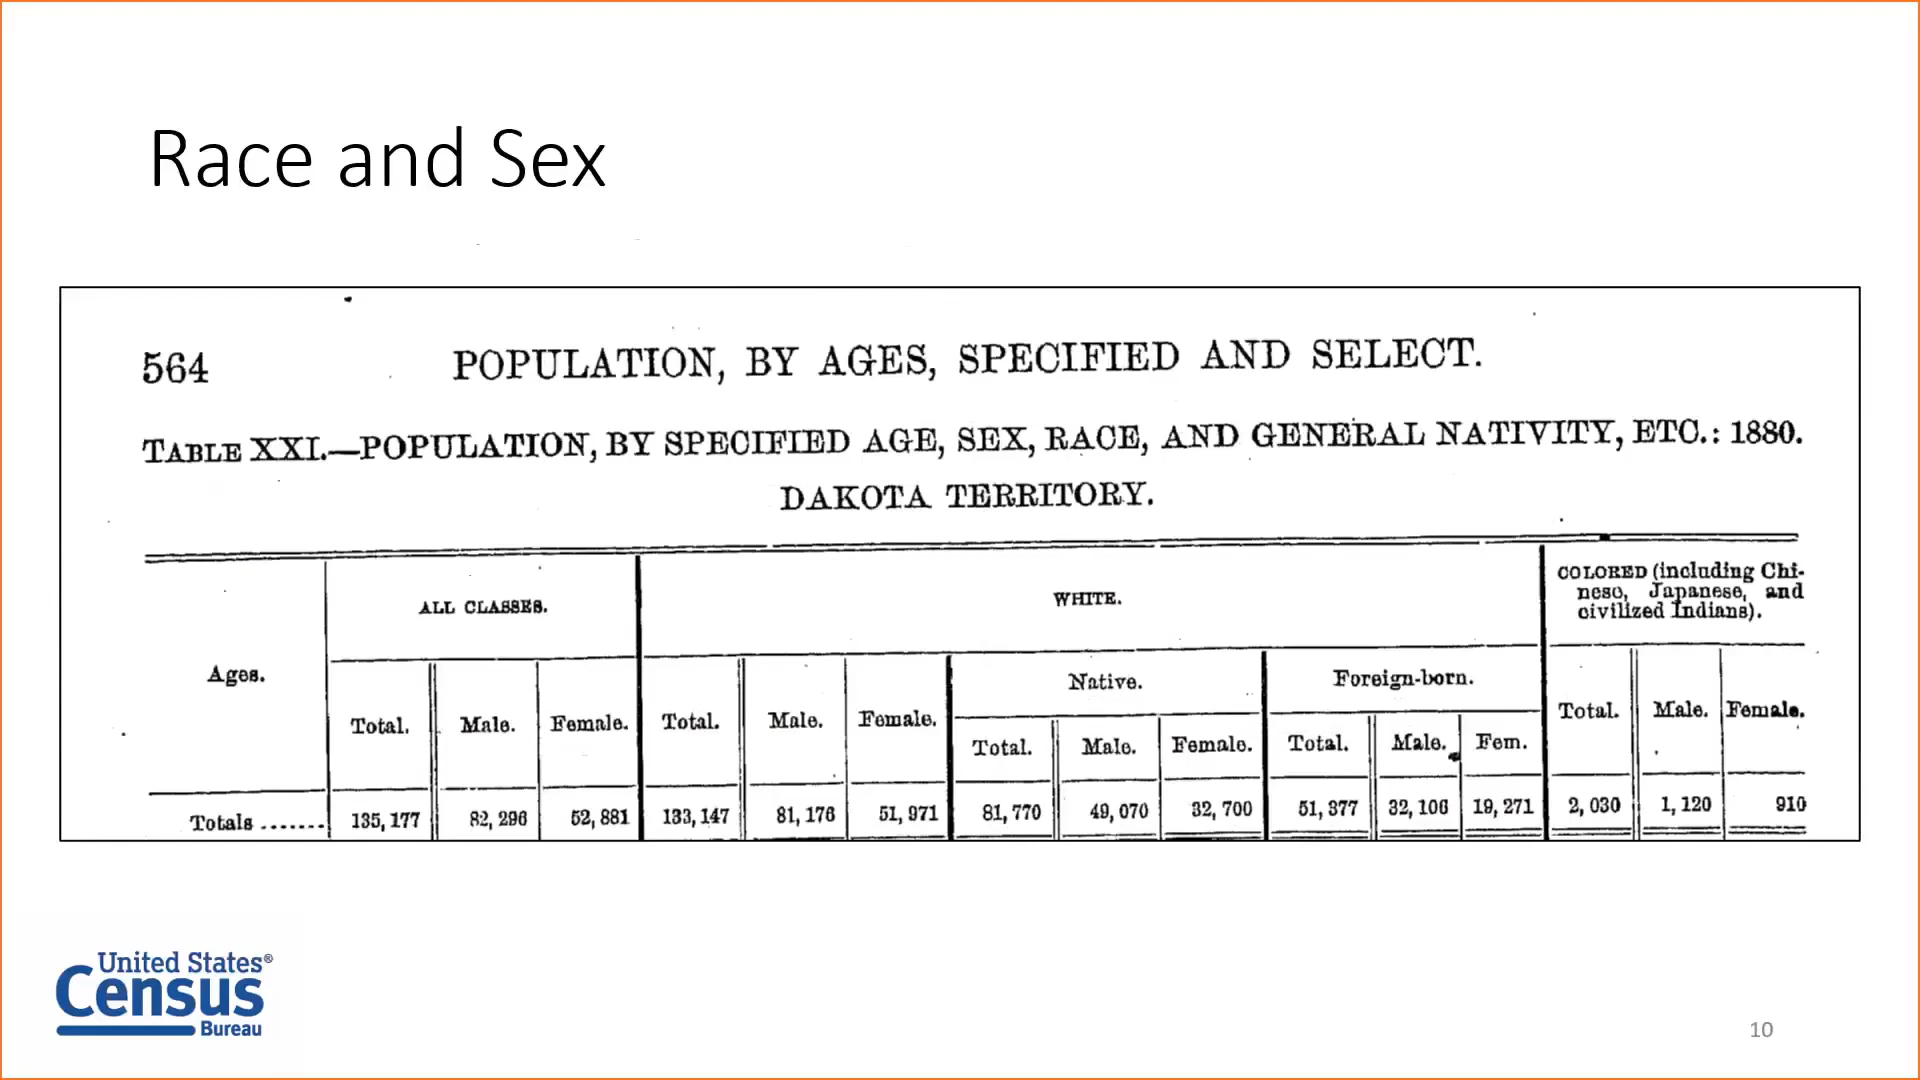 Race and Sex
564 POPULATION, BY AGES, SPECIFIED AND SELECT.
TABLE XXI.—POPULATION, BY SPECIFIED AGE, SEX, RACE, AND GENERAL NATIVITY, ETC.: 1880.
DAKOTA TERRITORY.
Ages.
ALL CLASSES.
WHITE.
COLORED (including Chi-
nese, Japanese, and
civilized Indians).
Native.
Foreign-born.
Total. Male. Female. Total. Male. Female. Total. Male. Female. Total. Male. Fem. Total. Male. Female.
Totals ....... 135,177 82,296 52,881 133,147 81,176 51,971 81,770 49,070 32,700 51,377 32,106 19,271 2,030 1,120 910
United States®
Census
Bureau
10